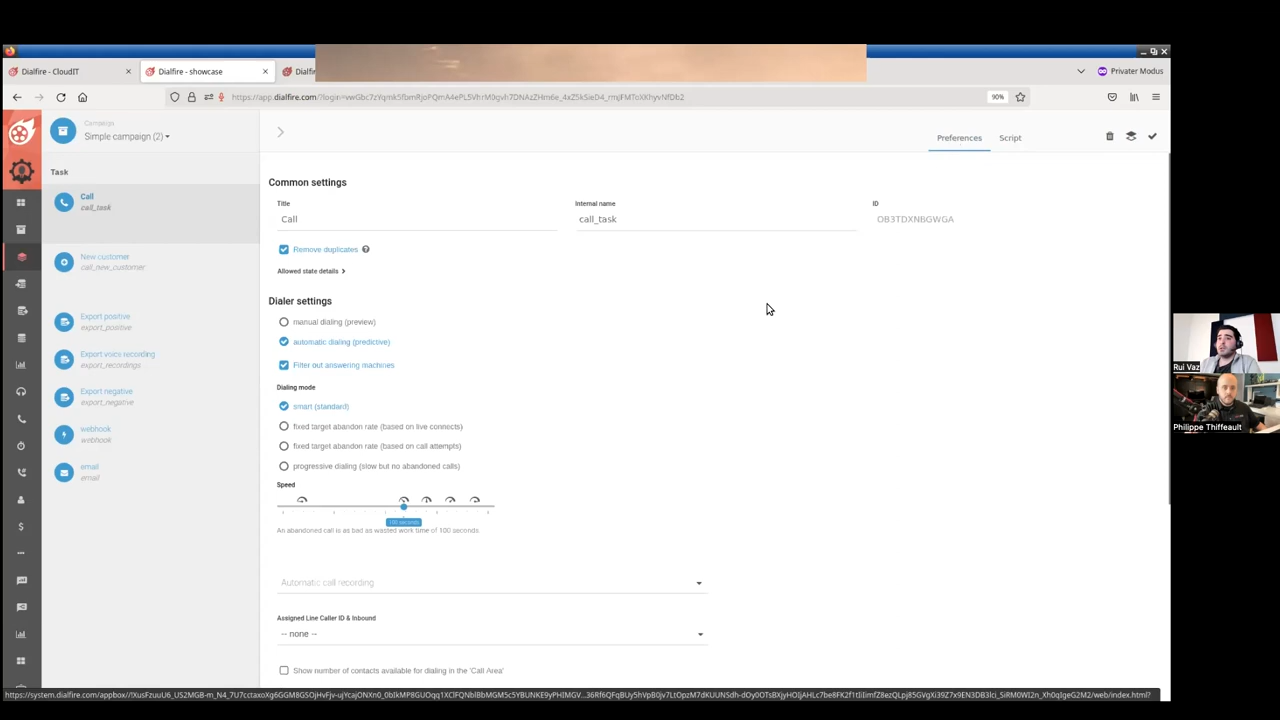 Dialfire - CloudIT
Dialfire - showcase
Dialfi
Privater Modus
90%
Campaign
Simple campaign (2)
Preferences
Script
Task
Call
call_task
New customer
call_new_customer
Export positive
export_positive
Export voice recording
export_recordings
Export negative
export_negative
webhook
webhook
email
email
Common settings
Title
Internal name
ID
Call
call_task
OB3TDXNBGWGA
Remove duplicates
Allowed state details
Dialer settings
manual dialing (preview)
automatic dialing (predictive)
Filter out answering machines
Dialing mode
smart (standard)
fixed target abandon rate (based on live connects)
fixed target abandon rate (based on call attempts)
progressive dialing (slow but no abandoned calls)
Speed
100 seconds
An abandoned call is as bad as wasted work time of 100 seconds.
Automatic call recording
Assigned Line Caller ID & Inbound
-- none --
Show number of contacts available for dialing in the 'Call Area'
Rui Vaz
Philippe Thiffeault